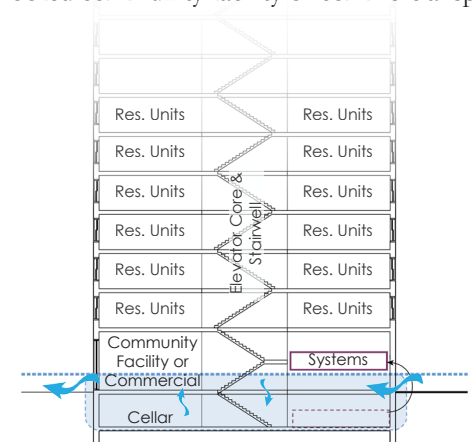 Res. Units Res. Units
Res. Units Res. Units
Res. Units Res. Units
Res. Units Res. Units
Res. Units Res. Units
Res. Units Res. Units
Elevator Core &
Stairwell
Community
Facility or
Commercial
Systems
Cellar